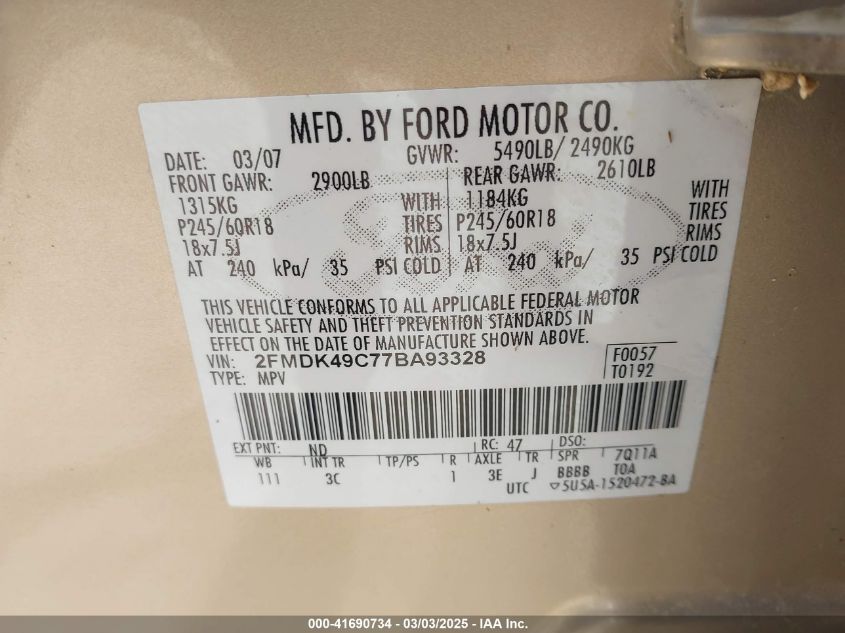 MFD. BY FORD MOTOR CO.
DATE: 03/07 GVWR: 5490LB/ 2490KG
FRONT GAWR: 2900LB REAR GAWR: 2610LB
1315KG WITH 1184KG WITH
P245/60R18 TIRES P245/60R18 TIRES
18x7.5J RIMS 18x7.5J RIMS
AT 240 kPa/ 35 PSI COLD AT 240 kPa/ 35 PSI COLD
THIS VEHICLE CONFORMS TO ALL APPLICABLE FEDERAL MOTOR
VEHICLE SAFETY AND THEFT PREVENTION STANDARDS IN
EFFECT ON THE DATE OF MANUFACTURE SHOWN ABOVE.
VIN: 2FMDK49C77BA93328 F0057
TYPE: MPV T0192
EXT PNT: ND RC: 47 DSO:
WB INT TR TP/PS R AXLE TR SPR 7Q11A
111 3C 1 3E J BBBB TOA
UTC ▽5U5A-1520472-BA
000-41690734 - 03/03/2025 - IAA Inc.